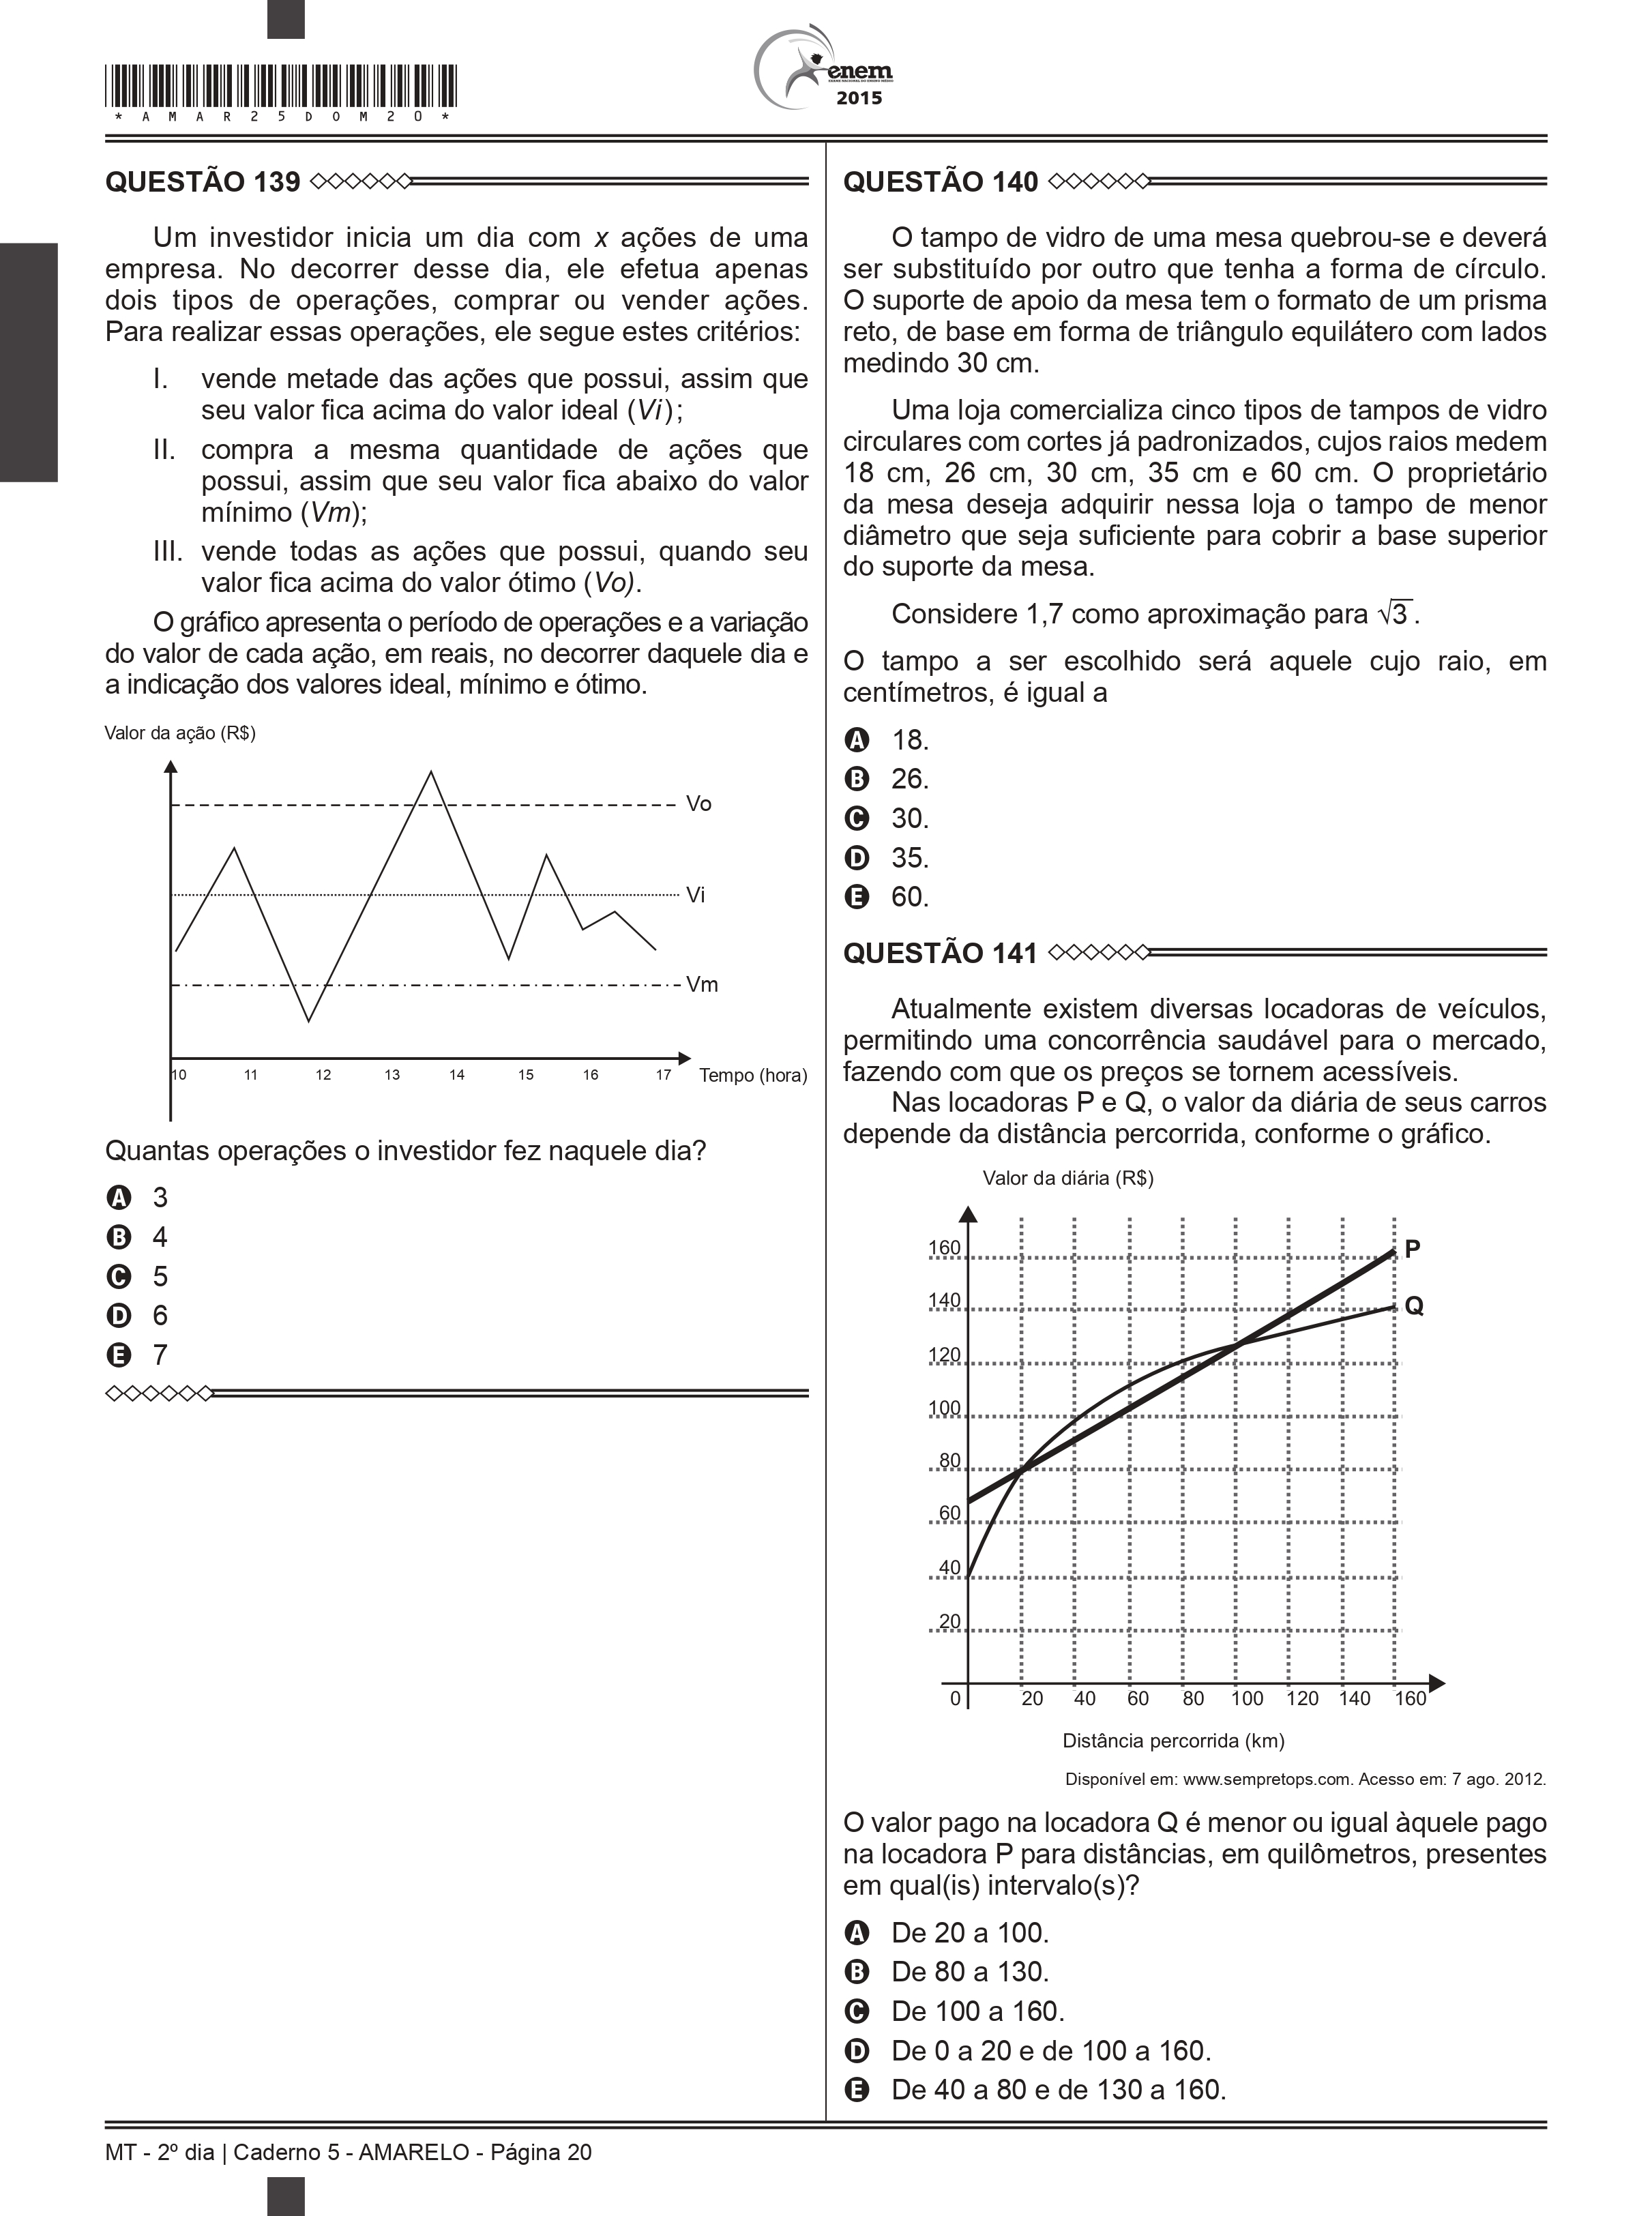 enem
EXAME NACIONAL DO ENSINO MÉDIO
2015
* A M A R 2 5 D O M 2 0 *
QUESTÃO 139
Um investidor inicia um dia com x ações de uma
empresa. No decorrer desse dia, ele efetua apenas
dois tipos de operações, comprar ou vender ações.
Para realizar essas operações, ele segue estes critérios:
I. vende metade das ações que possui, assim que
seu valor fica acima do valor ideal (Vi);
II. compra a mesma quantidade de ações que
possui, assim que seu valor fica abaixo do valor
mínimo (Vm);
III. vende todas as ações que possui, quando seu
valor fica acima do valor ótimo (Vo).
O gráfico apresenta o período de operações e a variação
do valor de cada ação, em reais, no decorrer daquele dia e
a indicação dos valores ideal, mínimo e ótimo.
Valor da ação (R$)
Vo
Vi
Vm
10 11 12 13 14 15 16 17 Tempo (hora)
Quantas operações o investidor fez naquele dia?
A 3
B 4
C 5
D 6
E 7
QUESTÃO 140
O tampo de vidro de uma mesa quebrou-se e deverá
ser substituído por outro que tenha a forma de círculo.
O suporte de apoio da mesa tem o formato de um prisma
reto, de base em forma de triângulo equilátero com lados
medindo 30 cm.
Uma loja comercializa cinco tipos de tampos de vidro
circulares com cortes já padronizados, cujos raios medem
18 cm, 26 cm, 30 cm, 35 cm e 60 cm. O proprietário
da mesa deseja adquirir nessa loja o tampo de menor
diâmetro que seja suficiente para cobrir a base superior
do suporte da mesa.
Considere 1,7 como aproximação para √3.
O tampo a ser escolhido será aquele cujo raio, em
centímetros, é igual a
A 18.
B 26.
C 30.
D 35.
E 60.
QUESTÃO 141
Atualmente existem diversas locadoras de veículos,
permitindo uma concorrência saudável para o mercado,
fazendo com que os preços se tornem acessíveis.
Nas locadoras P e Q, o valor da diária de seus carros
depende da distância percorrida, conforme o gráfico.
Valor da diária (R$)
160
P
140
Q
120
100
80
60
40
20
0 20 40 60 80 100 120 140 160
Distância percorrida (km)
Disponível em: www.sempretops.com. Acesso em: 7 ago. 2012.
O valor pago na locadora Q é menor ou igual àquele pago
na locadora P para distâncias, em quilômetros, presentes
em qual(is) intervalo(s)?
A De 20 a 100.
B De 80 a 130.
C De 100 a 160.
D De 0 a 20 e de 100 a 160.
E De 40 a 80 e de 130 a 160.
MT - 2º dia | Caderno 5 - AMARELO - Página 20